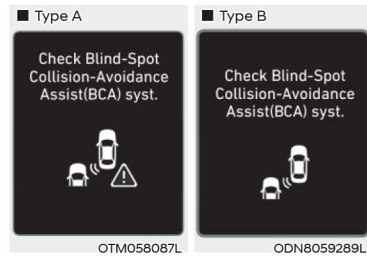 ■ Type A
Check Blind-Spot
Collision-Avoidance
Assist(BCA) syst.
OTM058087L
■ Type B
Check Blind-Spot
Collision-Avoidance
Assist(BCA) syst.
ODN8059289L